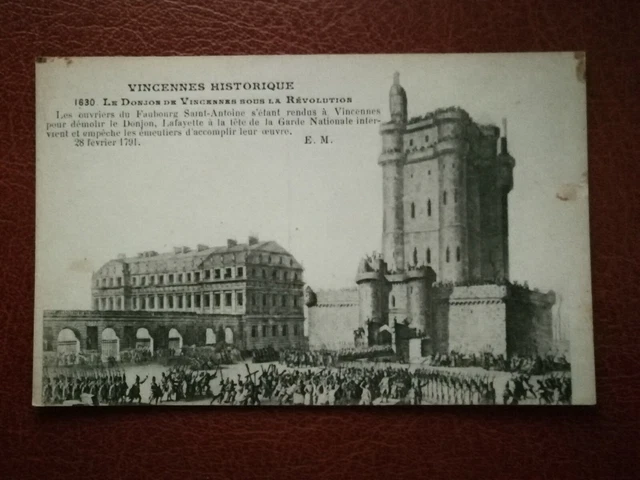 VINCENNES HISTORIQUE
1630 LE DONJON DE VINCENNES SOUS LA RÉVOLUTION
Les ouvriers du Faubourg Saint-Antoine s'étant rendus à Vincennes
pour démolir le Donjon, Lafayette à la tête de la Garde Nationale inter-
vient et empêche les émeutiers d'accomplir leur œuvre.
28 février 1791. E. M.